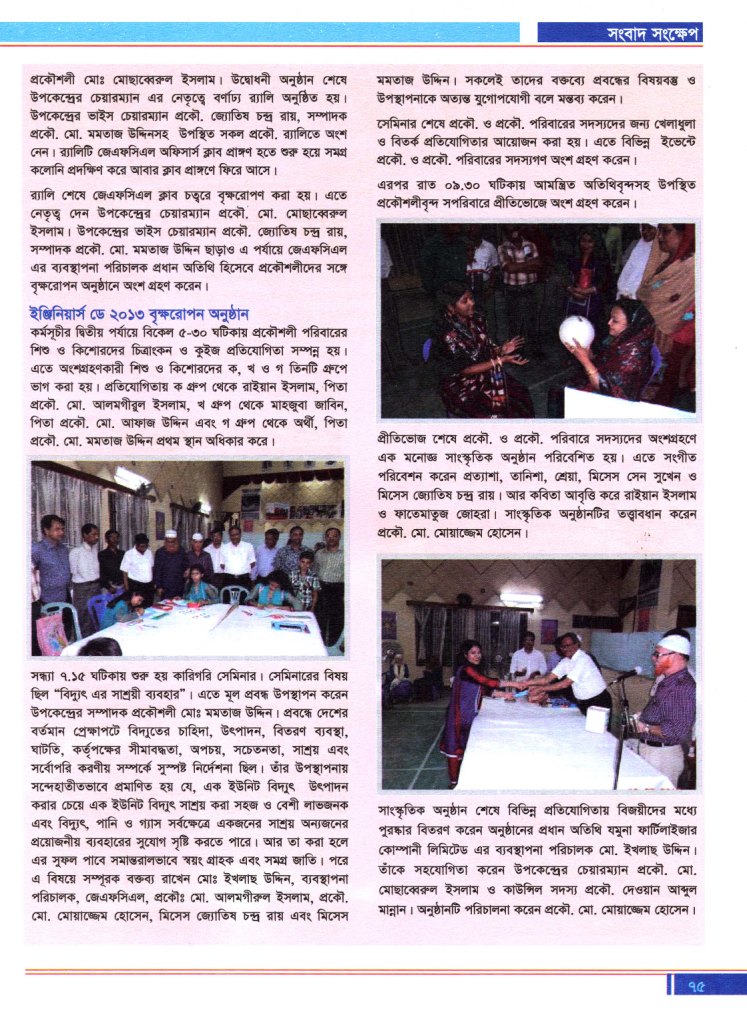 সংবাদ সংক্ষেপ
প্রকৌশলী মোঃ মোছাব্বেরুল ইসলাম। উদ্বোধনী অনুষ্ঠান শেষে
উপকেন্দ্রের চেয়ারম্যান এর নেতৃত্বে বর্ণাঢ্য র‍্যালি অনুষ্ঠিত হয়।
উপকেন্দ্রের ভাইস চেয়ারম্যান প্রকৌ. জ্যোতিষ চন্দ্র রায়, সম্পাদক
প্রকৌ. মো. মমতাজ উদ্দিনসহ উপস্থিত সকল প্রকৌ. র‍্যালিতে অংশ
নেন। র‍্যালিটি জেএফসিএল অফিসার্স ক্লাব প্রাঙ্গণ হতে শুরু হয়ে সমগ্র
কলোনি প্রদক্ষিণ করে আবার ক্লাব প্রাঙ্গণে ফিরে আসে।
র‍্যালি শেষে জেএফসিএল ক্লাব চত্বরে বৃক্ষরোপণ করা হয়। এতে
নেতৃত্ব দেন উপকেন্দ্রের চেয়ারম্যান প্রকৌ. মো. মোছাব্বেরুল
ইসলাম। উপকেন্দ্রের ভাইস চেয়ারম্যান প্রকৌ. জ্যোতিষ চন্দ্র রায়,
সম্পাদক প্রকৌ. মো. মমতাজ উদ্দিন ছাড়াও এ পর্যায়ে জেএফসিএল
এর ব্যবস্থাপনা পরিচালক প্রধান অতিথি হিসেবে প্রকৌশলীদের সঙ্গে
বৃক্ষরোপন অনুষ্ঠানে অংশ গ্রহণ করেন।
ইঞ্জিনিয়ার্স ডে ২০১৩ বৃক্ষরোপন অনুষ্ঠান
কর্মসূচীর দ্বিতীয় পর্যায়ে বিকেল ৫-৩০ ঘটিকায় প্রকৌশলী পরিবারের
শিশু ও কিশোরদের চিত্রাংকন ও কুইজ প্রতিযোগিতা সম্পন্ন হয়।
এতে অংশগ্রহণকারী শিশু ও কিশোরদের ক, খ ও গ তিনটি গ্রুপে
ভাগ করা হয়। প্রতিযোগিতায় ক গ্রুপ থেকে রাইয়ান ইসলাম, পিতা
প্রকৌ. মো. আলমগীরুল ইসলাম, খ গ্রুপ থেকে মাহজুবা জাবিন,
পিতা প্রকৌ. মো. আফাজ উদ্দিন এবং গ গ্রুপ থেকে অর্থী, পিতা
প্রকৌ. মো. মমতাজ উদ্দিন প্রথম স্থান অধিকার করে।
সন্ধ্যা ৭.১৫ ঘটিকায় শুরু হয় কারিগরি সেমিনার। সেমিনারের বিষয়
ছিল “বিদ্যুৎ এর সাশ্রয়ী ব্যবহার”। এতে মূল প্রবন্ধ উপস্থাপন করেন
উপকেন্দ্রের সম্পাদক প্রকৌশলী মোঃ মমতাজ উদ্দিন। প্রবন্ধে দেশের
বর্তমান প্রেক্ষাপটে বিদ্যুতের চাহিদা, উৎপাদন, বিতরণ ব্যবস্থা,
ঘাটতি, কর্তৃপক্ষের সীমাবদ্ধতা, অপচয়, সচেতনতা, সাশ্রয় এবং
সর্বোপরি করণীয় সম্পর্কে সুস্পষ্ট নির্দেশনা ছিল। তাঁর উপস্থাপনায়
সন্দেহাতীতভাবে প্রমাণিত হয় যে, এক ইউনিট বিদ্যুৎ উৎপাদন
করার চেয়ে এক ইউনিট বিদ্যুৎ সাশ্রয় করা সহজ ও বেশী লাভজনক
এবং বিদ্যুৎ, পানি ও গ্যাস সর্বক্ষেত্রে একজনের সাশ্রয় অন্যজনের
প্রয়োজনীয় ব্যবহারের সুযোগ সৃষ্টি করতে পারে। আর তা করা হলে
এর সুফল পাবে সমান্তরালভাবে স্বয়ং গ্রাহক এবং সমগ্র জাতি। পরে
এ বিষয়ে সম্পূরক বক্তব্য রাখেন মোঃ ইখলাছ উদ্দিন, ব্যবস্থাপনা
পরিচালক, জেএফসিএল, প্রকৌঃ মো. আলমগীরুল ইসলাম, প্রকৌ.
মো. মোয়াজ্জেম হোসেন, মিসেস জ্যোতিষ চন্দ্র রায় এবং মিসেস
মমতাজ উদ্দিন। সকলেই তাদের বক্তব্যে প্রবন্ধের বিষয়বস্তু ও
উপস্থাপনাকে অত্যন্ত যুগোপযোগী বলে মন্তব্য করেন।
সেমিনার শেষে প্রকৌ. ও প্রকৌ. পরিবারের সদস্যদের জন্য খেলাধুলা
ও বিতর্ক প্রতিযোগিতার আয়োজন করা হয়। এতে বিভিন্ন ইভেন্টে
প্রকৌ. ও প্রকৌ. পরিবারের সদস্যগণ অংশ গ্রহণ করেন।
এরপর রাত ০৯.৩০ ঘটিকায় আমন্ত্রিত অতিথিবৃন্দসহ উপস্থিত
প্রকৌশলীবৃন্দ সপরিবারে প্রীতিভোজে অংশ গ্রহণ করেন।
প্রীতিভোজ শেষে প্রকৌ. ও প্রকৌ. পরিবারে সদস্যদের অংশগ্রহণে
এক মনোজ্ঞ সাংস্কৃতিক অনুষ্ঠান পরিবেশিত হয়। এতে সংগীত
পরিবেশন করেন প্রত্যাশা, তানিশা, শ্রেয়া, মিসেস সেন সুখেন ও
মিসেস জ্যোতিষ চন্দ্র রায়। আর কবিতা আবৃত্তি করে রাইয়ান ইসলাম
ও ফাতেমাতুজ জোহরা। সাংস্কৃতিক অনুষ্ঠানটির তত্ত্বাবধান করেন
প্রকৌ. মো. মোয়াজ্জেম হোসেন।
সাংস্কৃতিক অনুষ্ঠান শেষে বিভিন্ন প্রতিযোগিতায় বিজয়ীদের মধ্যে
পুরষ্কার বিতরণ করেন অনুষ্ঠানের প্রধান অতিথি যমুনা ফার্টিলাইজার
কোম্পানী লিমিটেড এর ব্যবস্থাপনা পরিচালক মো. ইখলাছ উদ্দিন।
তাঁকে সহযোগিতা করেন উপকেন্দ্রের চেয়ারম্যান প্রকৌ. মো.
মোছাব্বেরুল ইসলাম ও কাউন্সিল সদস্য প্রকৌ. দেওয়ান আব্দুল
মান্নান। অনুষ্ঠানটি পরিচালনা করেন প্রকৌ. মো. মোয়াজ্জেম হোসেন।
৭৫